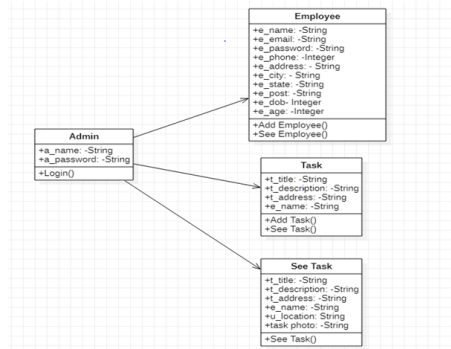 Employee
+e_name: -String
+e_email: -String
+e_password: -String
+e_phone: -Integer
+e_address: - String
+e_city: - String
+e_state: -String
+e_post: -String
+e_dob- Integer
+e_age: -Integer
+Add Employee()
+See Employee()
Admin
+a_name: -String
+a_password: -String
+Login()
Task
+t_title: -String
+t_description: -String
+t_address: -String
+e_name: -String
+Add Task()
+See Task()
See Task
+t_title: -String
+t_description: -String
+t_address: -String
+e_name: -String
+u_location: String
+task photo: -String
+See Task()